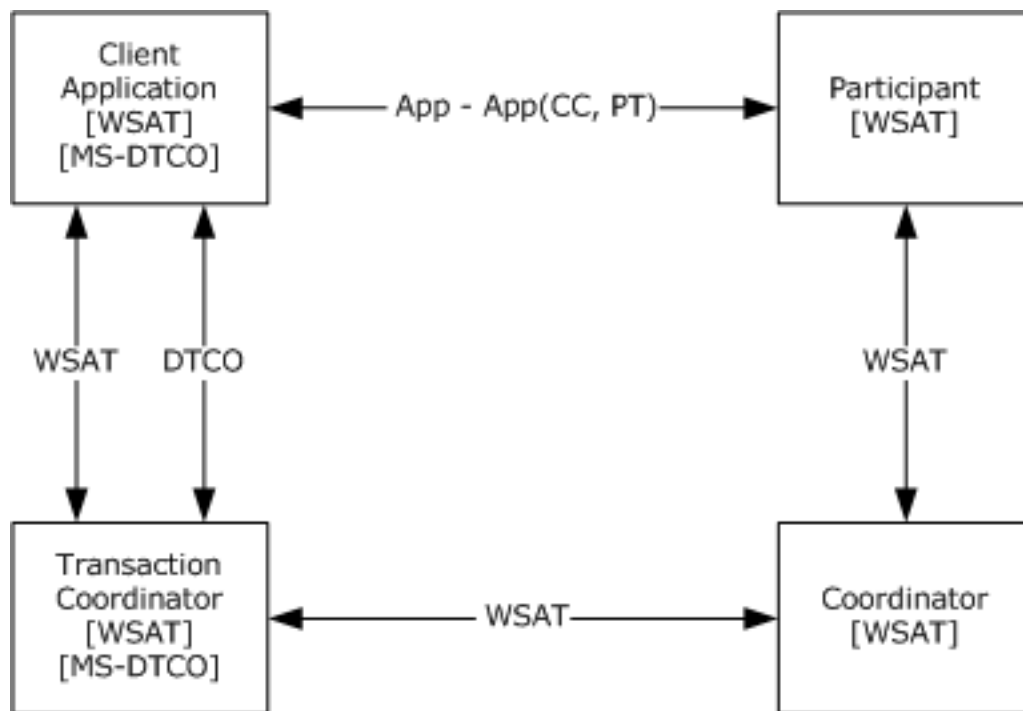 Client
Application
[WSAT]
[MS-DTCO]
App - App(CC, PT)
Participant
[WSAT]
WSAT
DTCO
WSAT
Transaction
Coordinator
[WSAT]
[MS-DTCO]
WSAT
Coordinator
[WSAT]